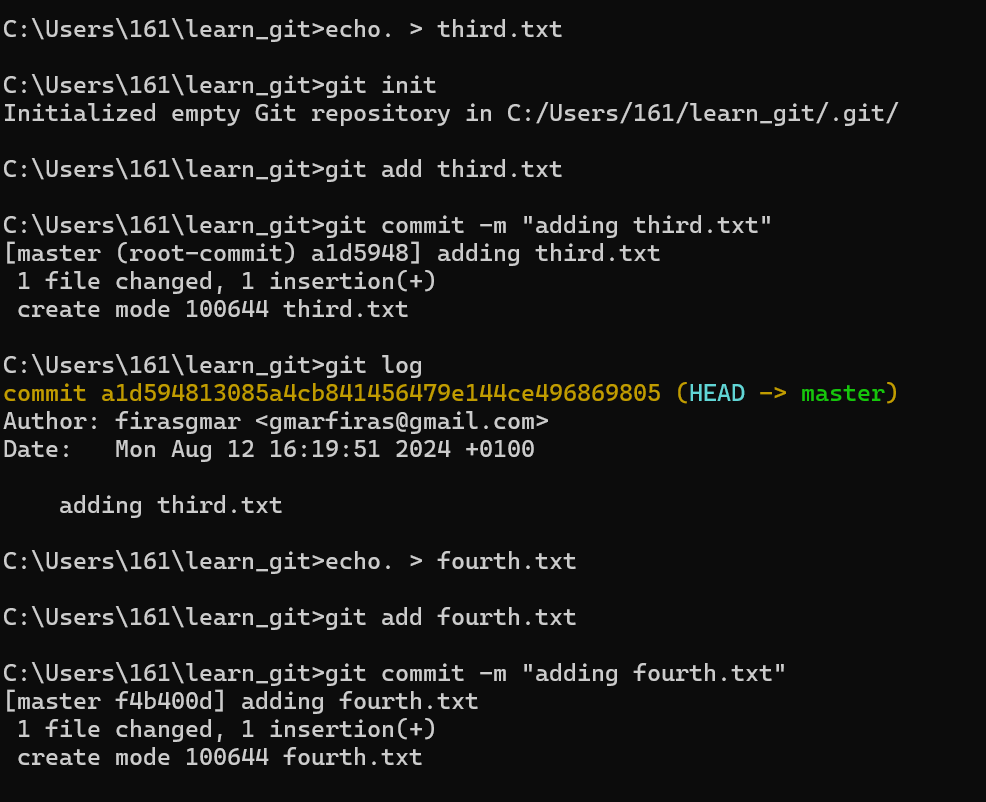 C:\Users\161\learn_git>echo. > third.txt
C:\Users\161\learn_git>git init
Initialized empty Git repository in C:/Users/161/learn_git/.git/
C:\Users\161\learn_git>git add third.txt
C:\Users\161\learn_git>git commit -m "adding third.txt"
[master (root-commit) a1d5948] adding third.txt
 1 file changed, 1 insertion(+)
 create mode 100644 third.txt
C:\Users\161\learn_git>git log
commit a1d594813085a4cb841456479e144ce496869805 (HEAD -> master)
Author: firasgmar <gmarfiras@gmail.com>
Date:   Mon Aug 12 16:19:51 2024 +0100
    adding third.txt
C:\Users\161\learn_git>echo. > fourth.txt
C:\Users\161\learn_git>git add fourth.txt
C:\Users\161\learn_git>git commit -m "adding fourth.txt"
[master f4b400d] adding fourth.txt
 1 file changed, 1 insertion(+)
 create mode 100644 fourth.txt